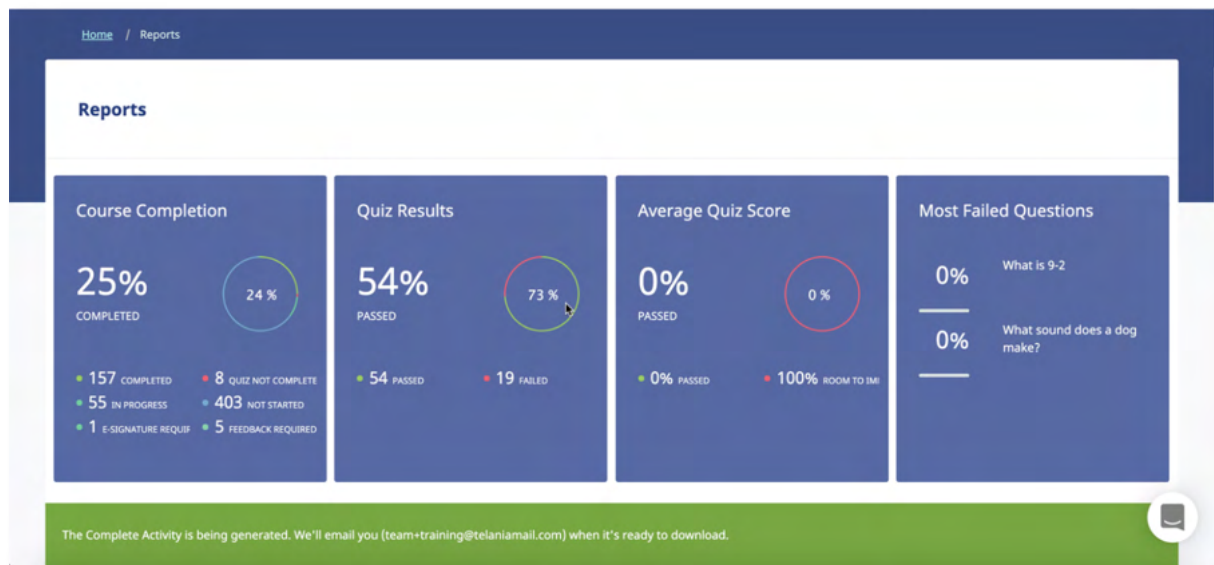 Home / Reports
Reports
Course Completion
25%
COMPLETED
24 %
157 COMPLETED
8 QUIZ NOT COMPLETE
55 IN PROGRESS
403 NOT STARTED
1 E-SIGNATURE REQUIR
5 FEEDBACK REQUIRED
Quiz Results
54%
PASSED
73 %
54 PASSED
19 FAILED
Average Quiz Score
0%
PASSED
0 %
0% PASSED
100% ROOM TO IM
Most Failed Questions
0%
What is 9-2
0%
What sound does a dog
make?
The Complete Activity is being generated. We'll email you (team+training@telaniamail.com) when it's ready to download.